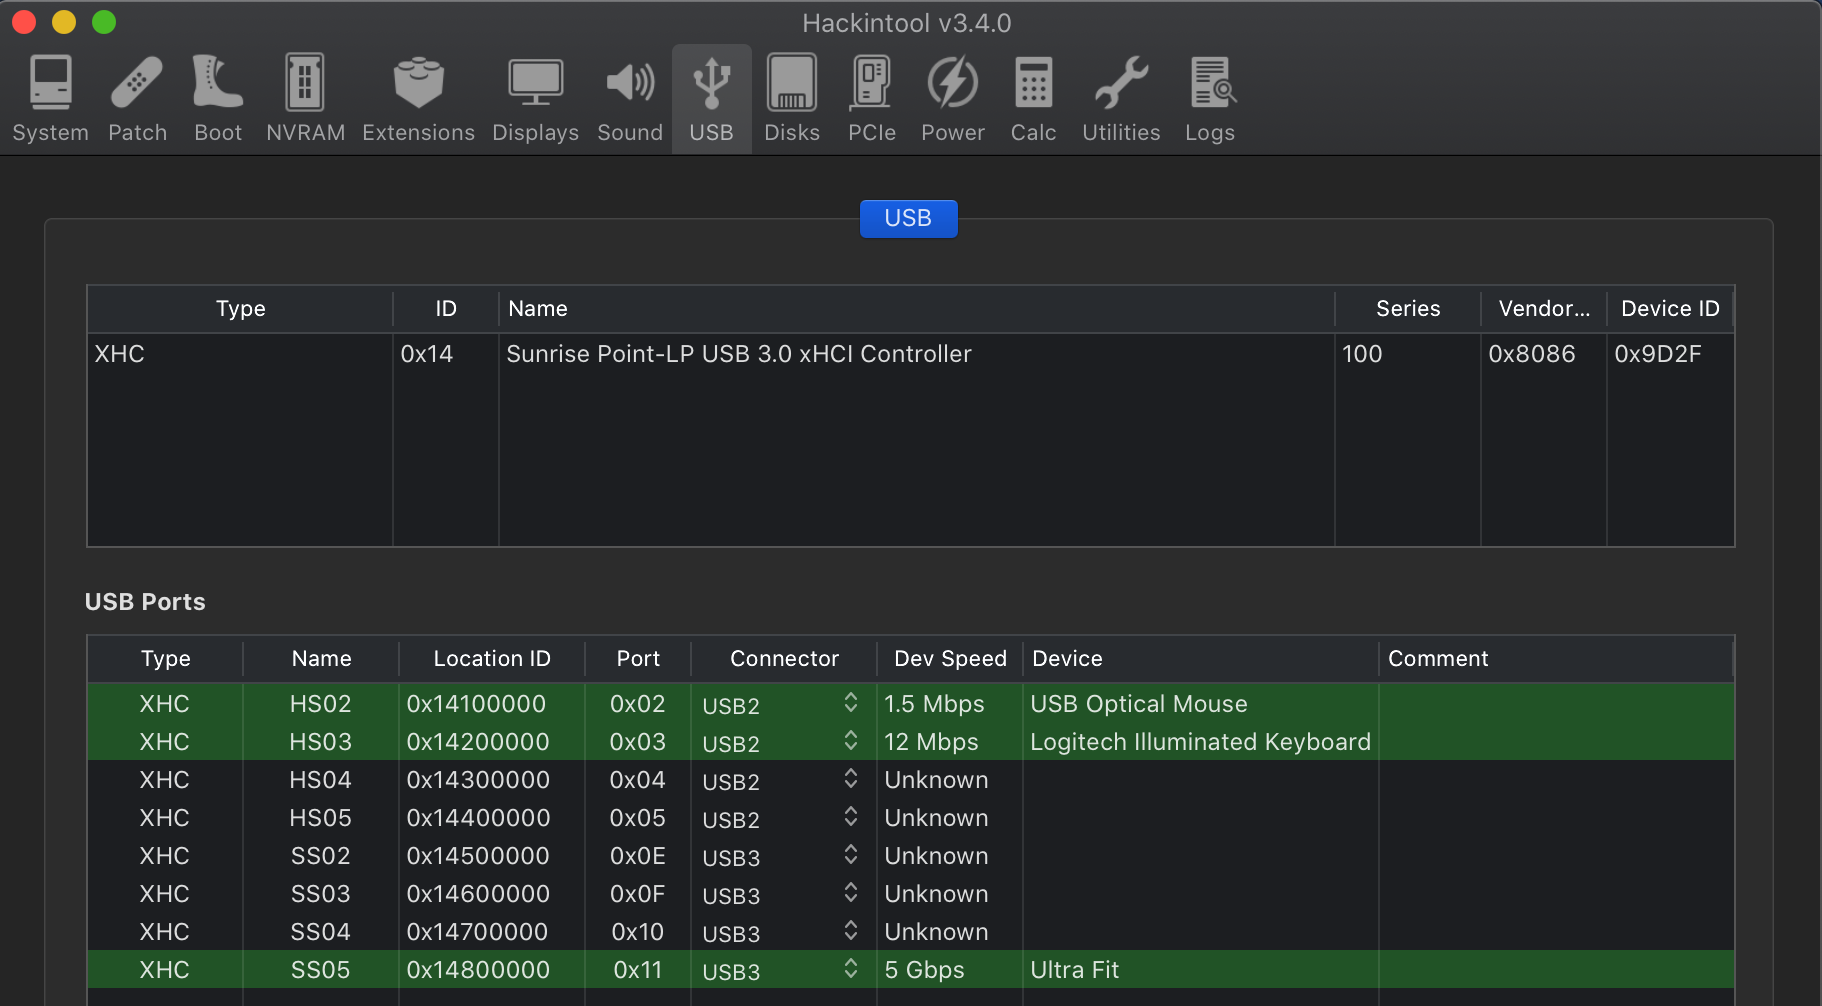 Hackintool v3.4.0
System Patch Boot NVRAM Extensions Displays Sound USB Disks PCIe Power Calc Utilities Logs
USB
Type ID Name Series Vendor... Device ID
XHC 0x14 Sunrise Point-LP USB 3.0 xHCI Controller 100 0x8086 0x9D2F
USB Ports
Type Name Location ID Port Connector Dev Speed Device Comment
XHC HS02 0x14100000 0x02 USB2 1.5 Mbps USB Optical Mouse
XHC HS03 0x14200000 0x03 USB2 12 Mbps Logitech Illuminated Keyboard
XHC HS04 0x14300000 0x04 USB2 Unknown
XHC HS05 0x14400000 0x05 USB2 Unknown
XHC SS02 0x14500000 0x0E USB3 Unknown
XHC SS03 0x14600000 0x0F USB3 Unknown
XHC SS04 0x14700000 0x10 USB3 Unknown
XHC SS05 0x14800000 0x11 USB3 5 Gbps Ultra Fit